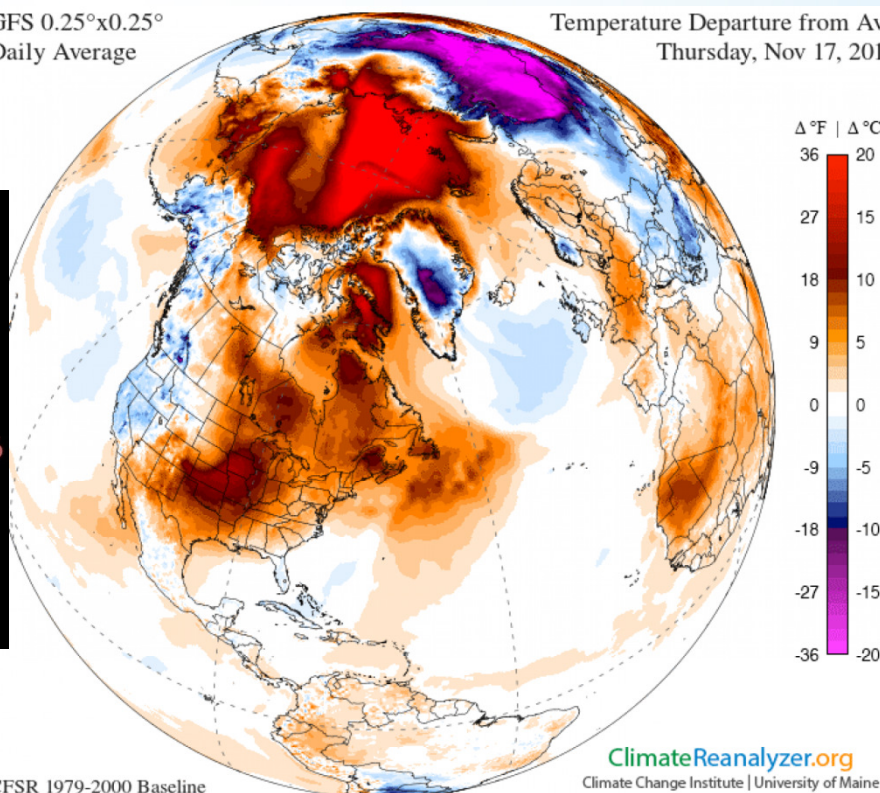 GFS 0.25°x0.25°
Daily Average
Temperature Departure from Av
Thursday, Nov 17, 201
Δ °F | Δ °C
36 20
27 15
18 10
9 5
0 0
-9 -5
-18 -10
-27 -15
-36 -20
ClimateReanalyzer.org
Climate Change Institute | University of Maine
CFSR 1979-2000 Baseline